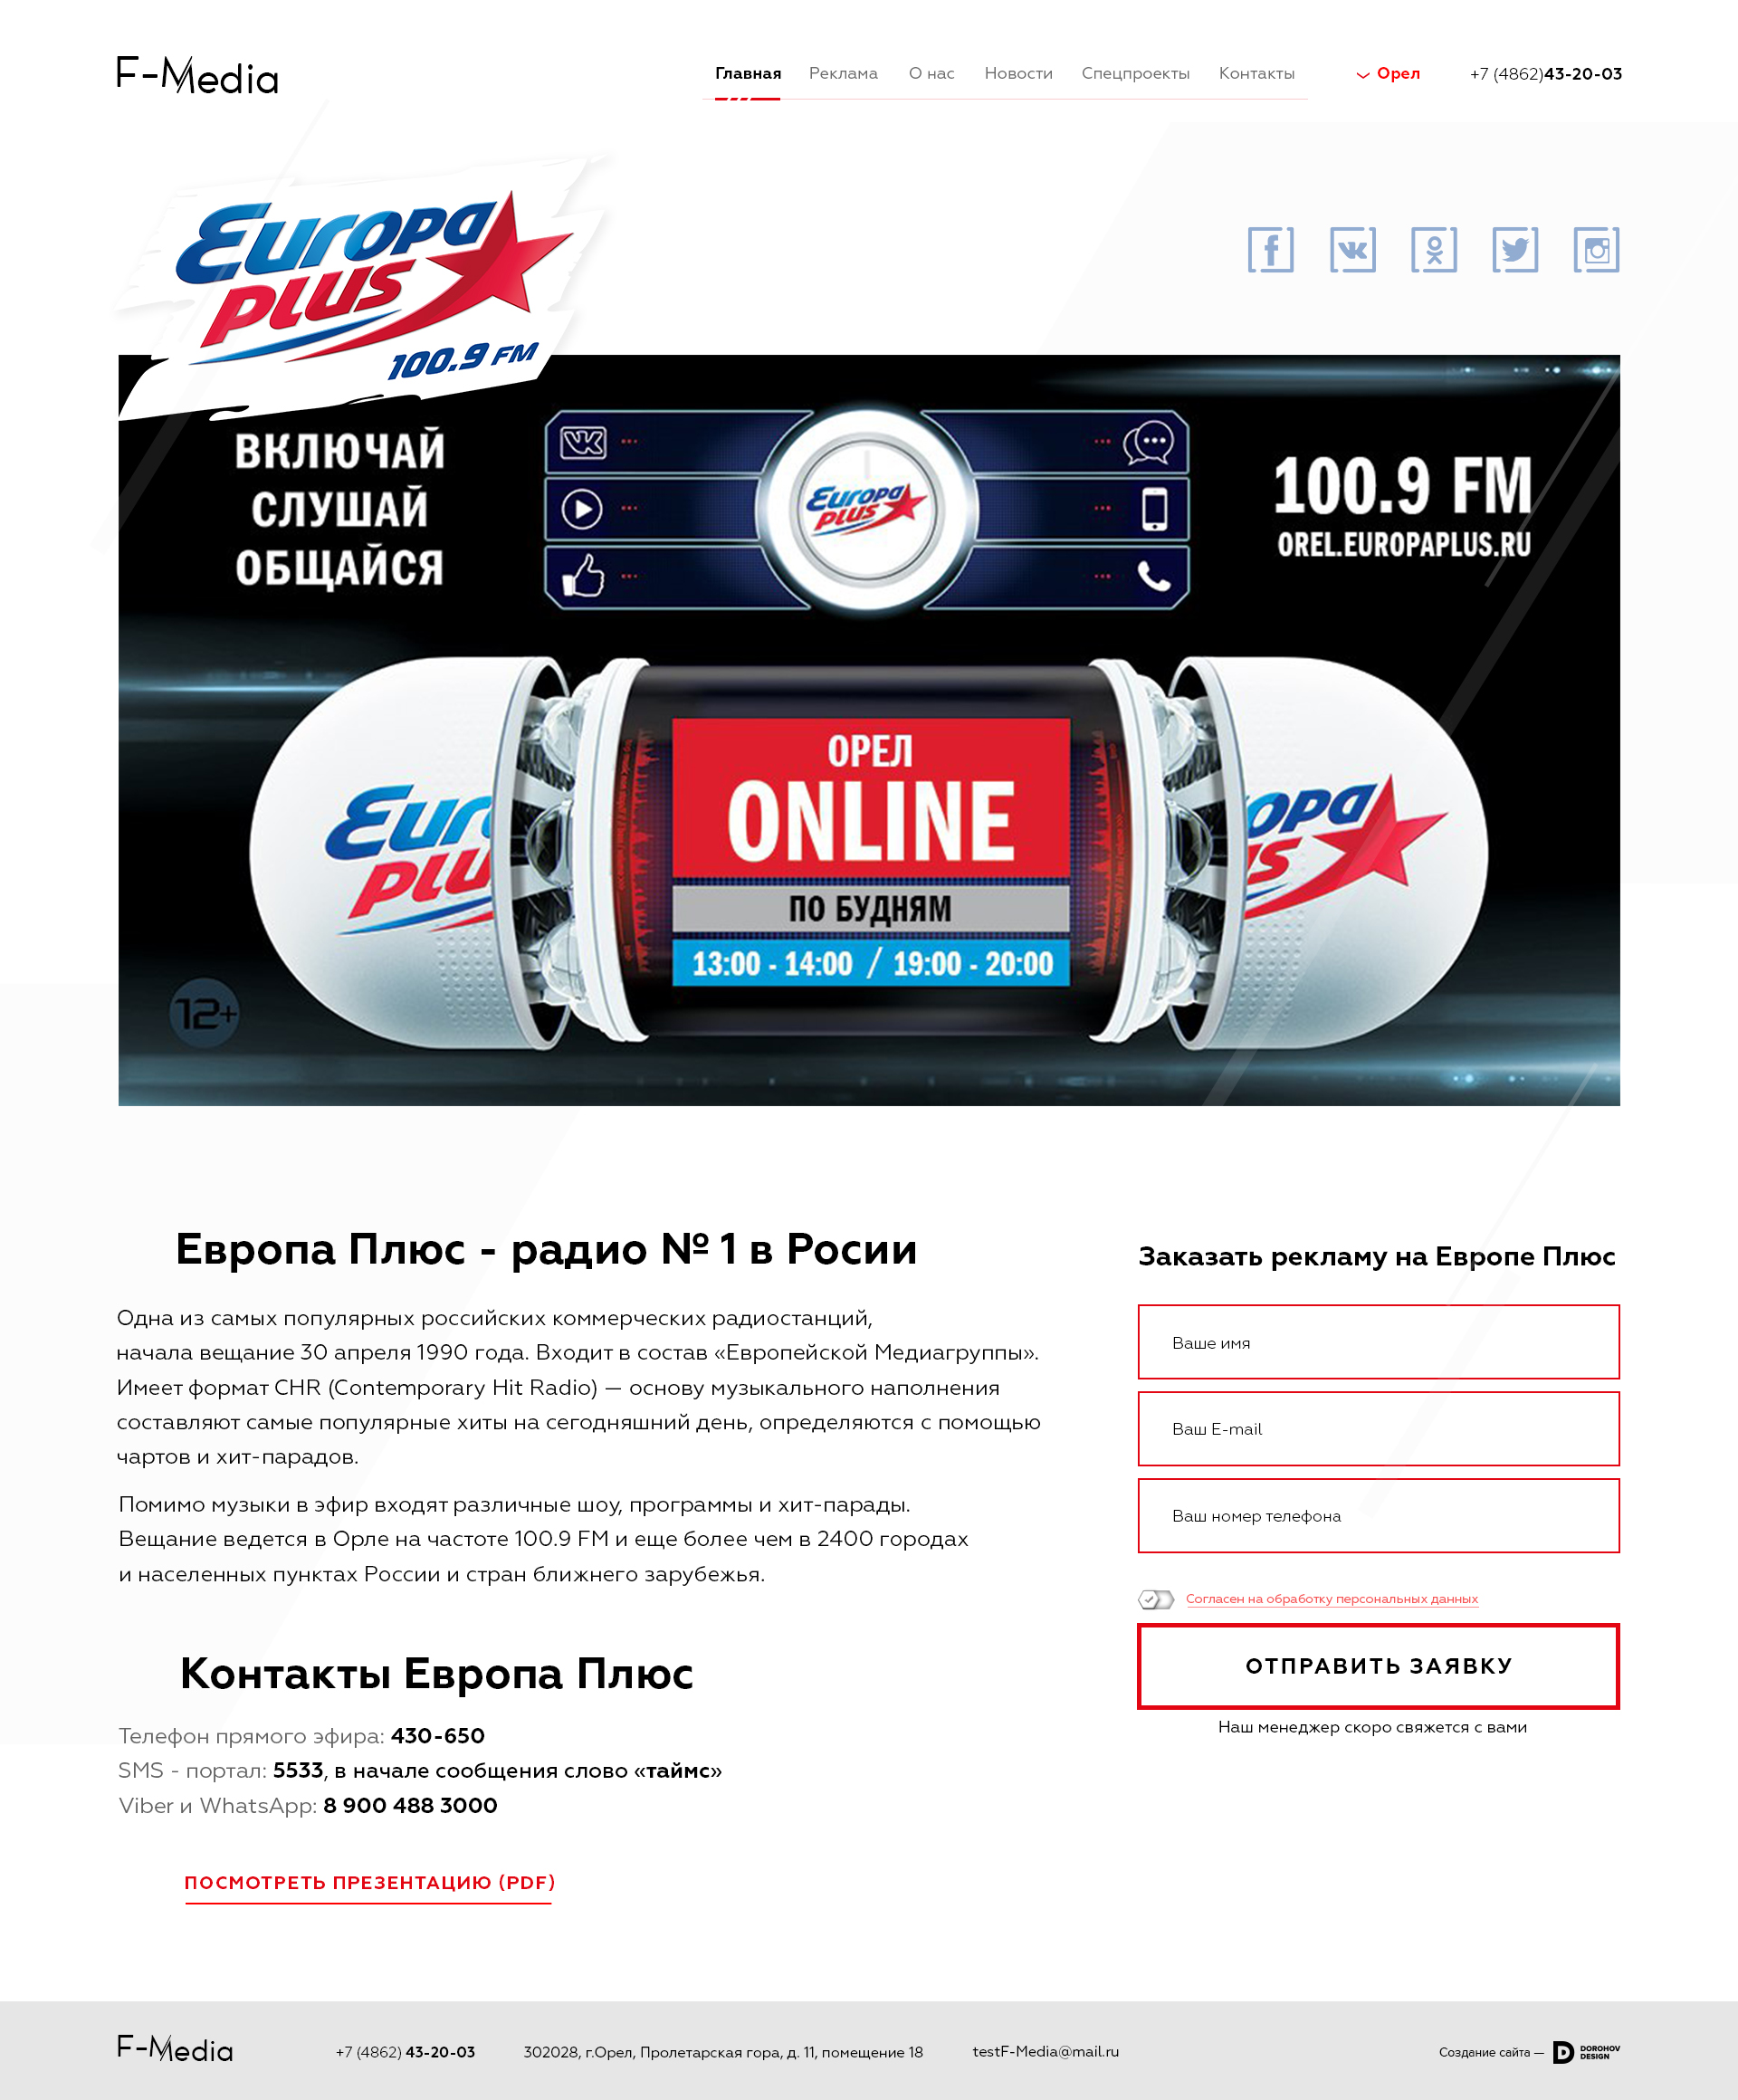 F-Media
Главная Реклама О нас Новости Спецпроекты Контакты Орел +7 (4862)43-20-03
Europa
Plus
100.9 FM
ВКЛЮЧАЙ
СЛУШАЙ
ОБЩАЙСЯ
Europa
Plus
100.9 FM
OREL.EUROPAPLUS.RU
ОРЕЛ
ONLINE
ПО БУДНЯМ
13:00 - 14:00 / 19:00 - 20:00
12+
Европа Плюс - радио № 1 в Росии
Одна из самых популярных российских коммерческих радиостанций,
начала вещание 30 апреля 1990 года. Входит в состав «Европейской Медиагруппы».
Имеет формат CHR (Contemporary Hit Radio) — основу музыкального наполнения
составляют самые популярные хиты на сегодняшний день, определяются с помощью
чартов и хит-парадов.
Помимо музыки в эфир входят различные шоу, программы и хит-парады.
Вещание ведется в Орле на частоте 100.9 FM и еще более чем в 2400 городах
и населенных пунктах России и стран ближнего зарубежья.
Контакты Европа Плюс
Телефон прямого эфира: 430-650
SMS - портал: 5533, в начале сообщения слово «таймс»
Viber и WhatsApp: 8 900 488 3000
ПОСМОТРЕТЬ ПРЕЗЕНТАЦИЮ (PDF)
Заказать рекламу на Европе Плюс
Ваше имя
Ваш E-mail
Ваш номер телефона
Согласен на обработку персональных данных
ОТПРАВИТЬ ЗАЯВКУ
Наш менеджер скоро свяжется с вами
F-Media
+7 (4862) 43-20-03
302028, г.Орел, Пролетарская гора, д. 11, помещение 18
testF-Media@mail.ru
Создание сайта —
DOROHOV
DESIGN